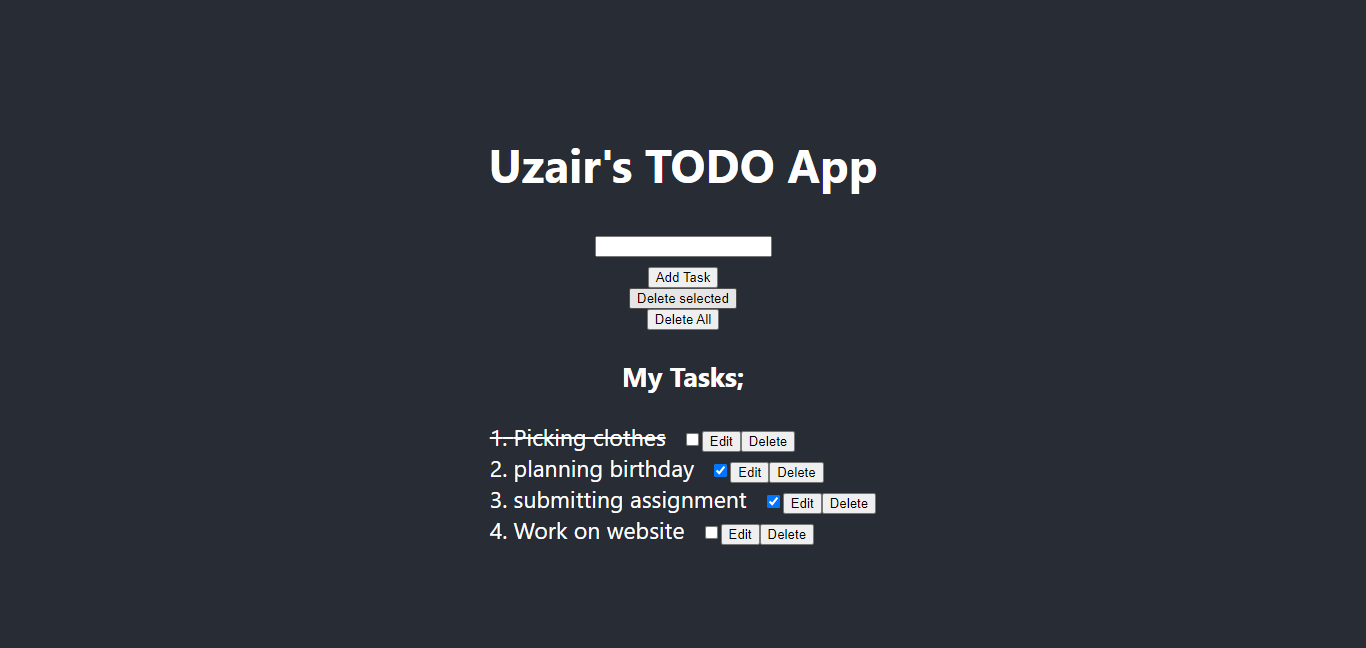 Uzair's TODO App
Add Task
Delete selected
Delete All
My Tasks;
1. Picking clothes Edit Delete
2. planning birthday Edit Delete
3. submitting assignment Edit Delete
4. Work on website Edit Delete